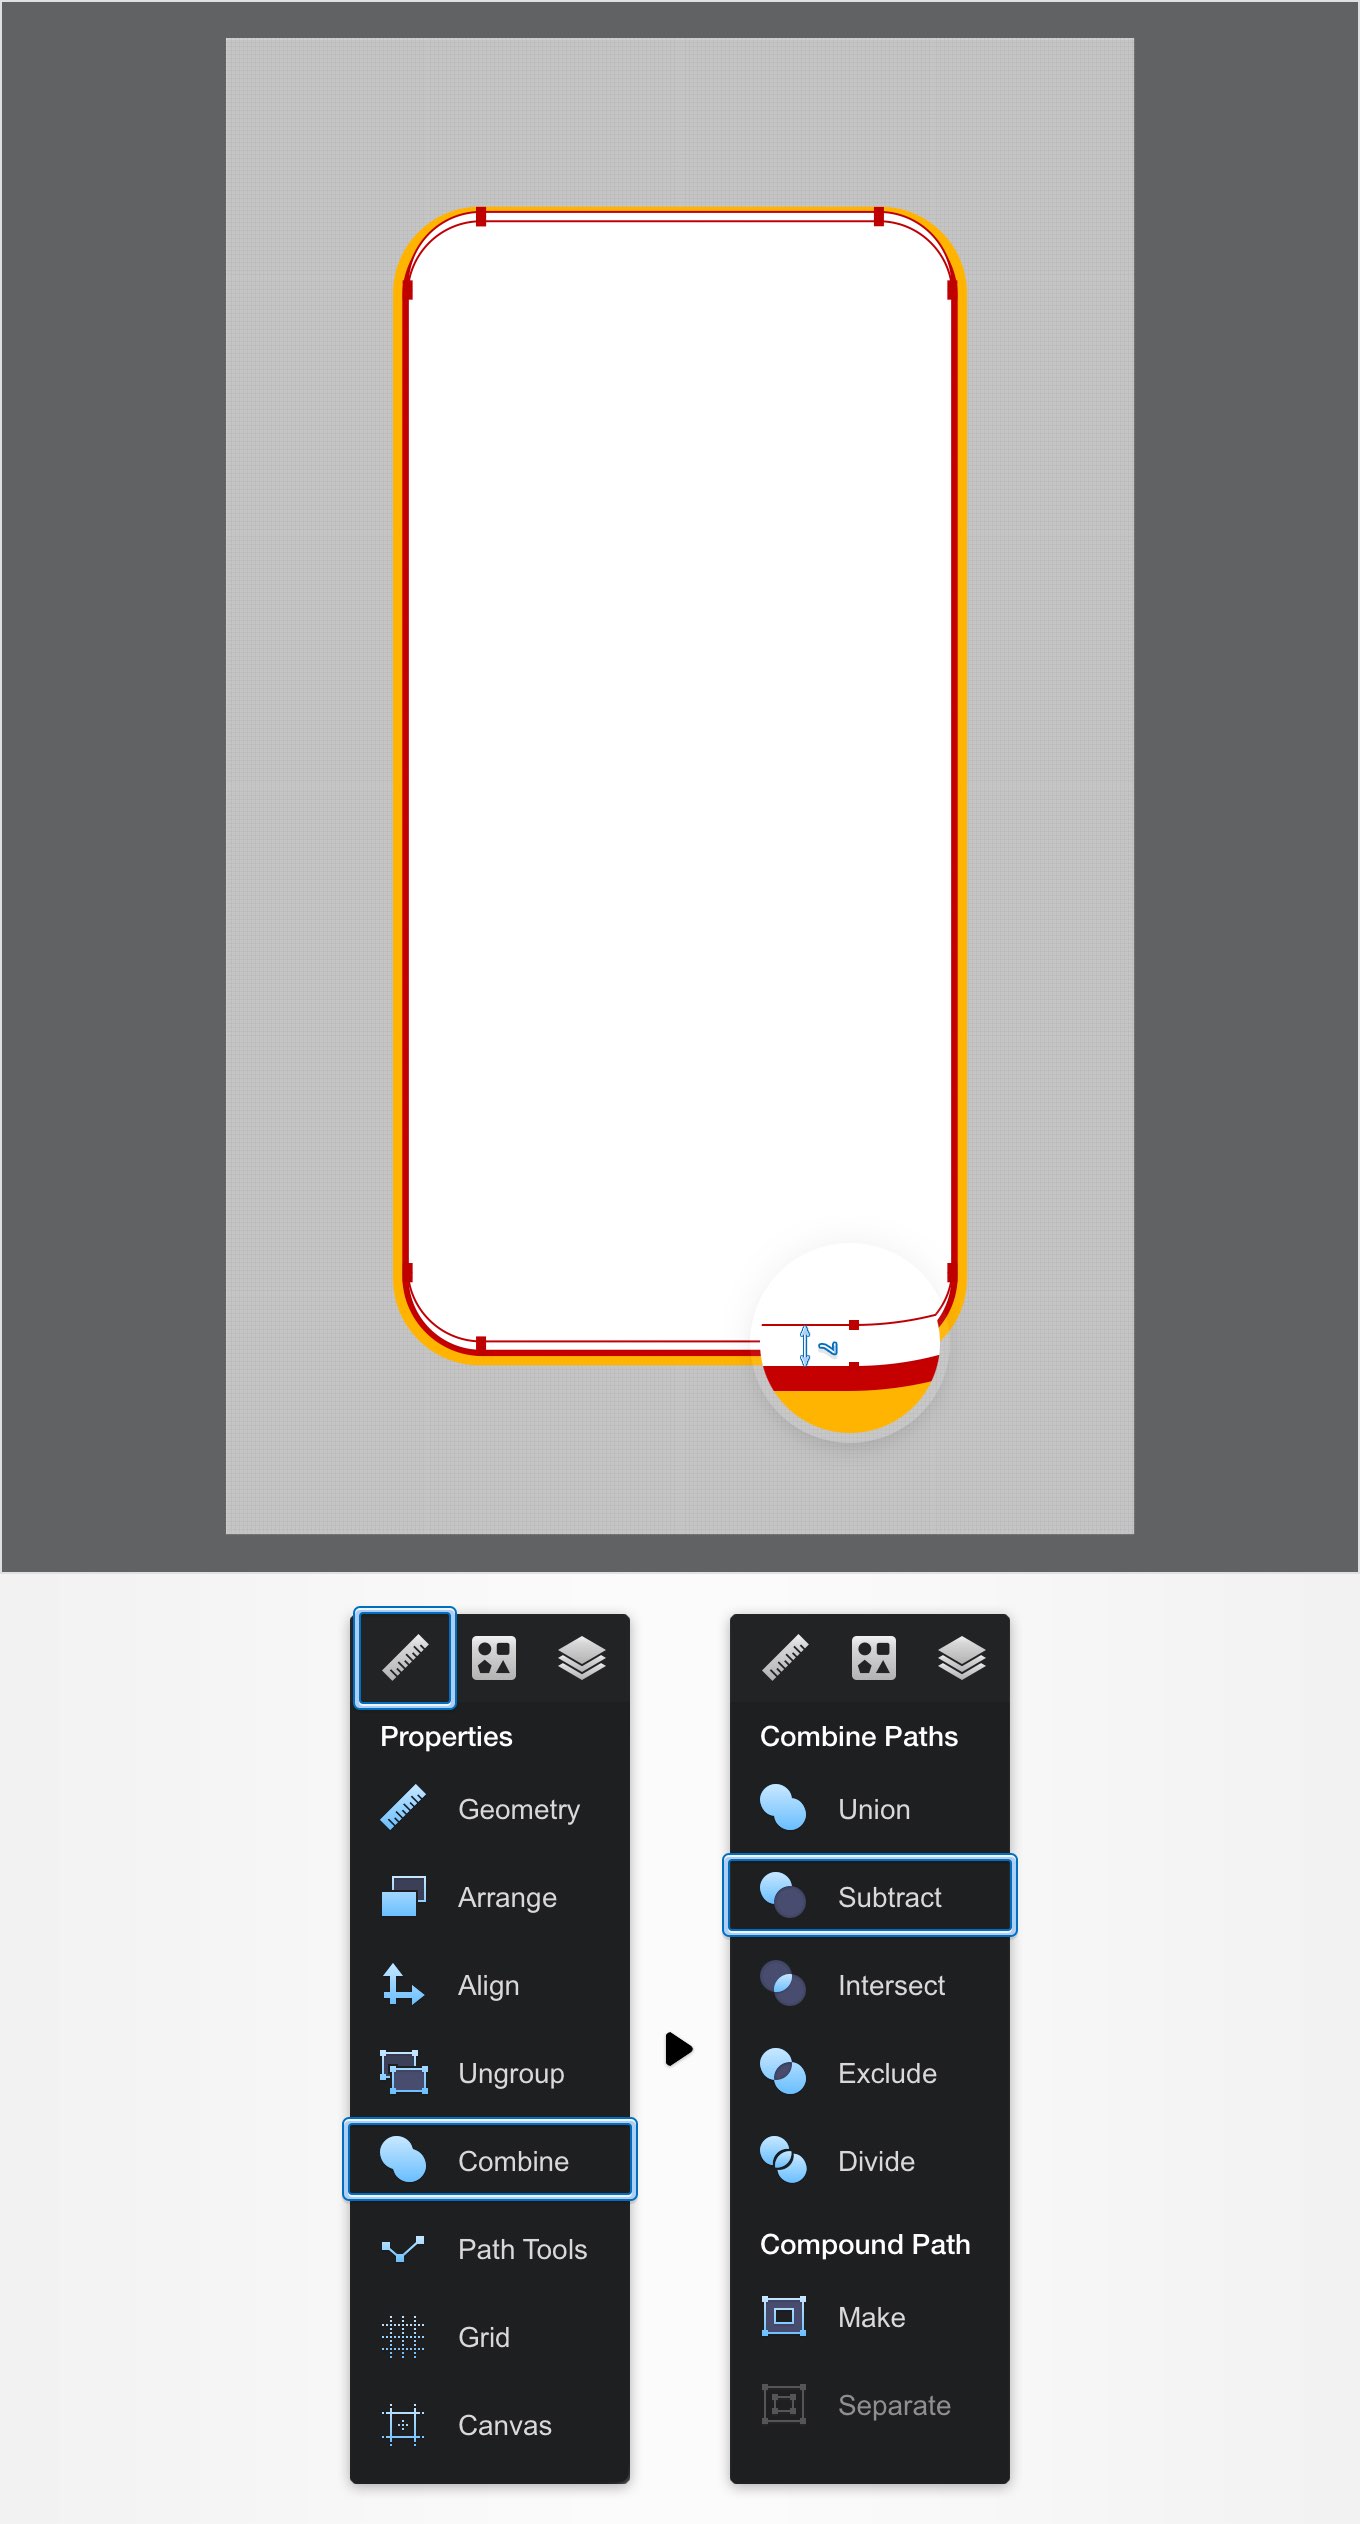 7
Properties
Geometry
Arrange
Align
Ungroup
Combine
Path Tools
Grid
Canvas
Combine Paths
Union
Subtract
Intersect
Exclude
Divide
Compound Path
Make
Separate